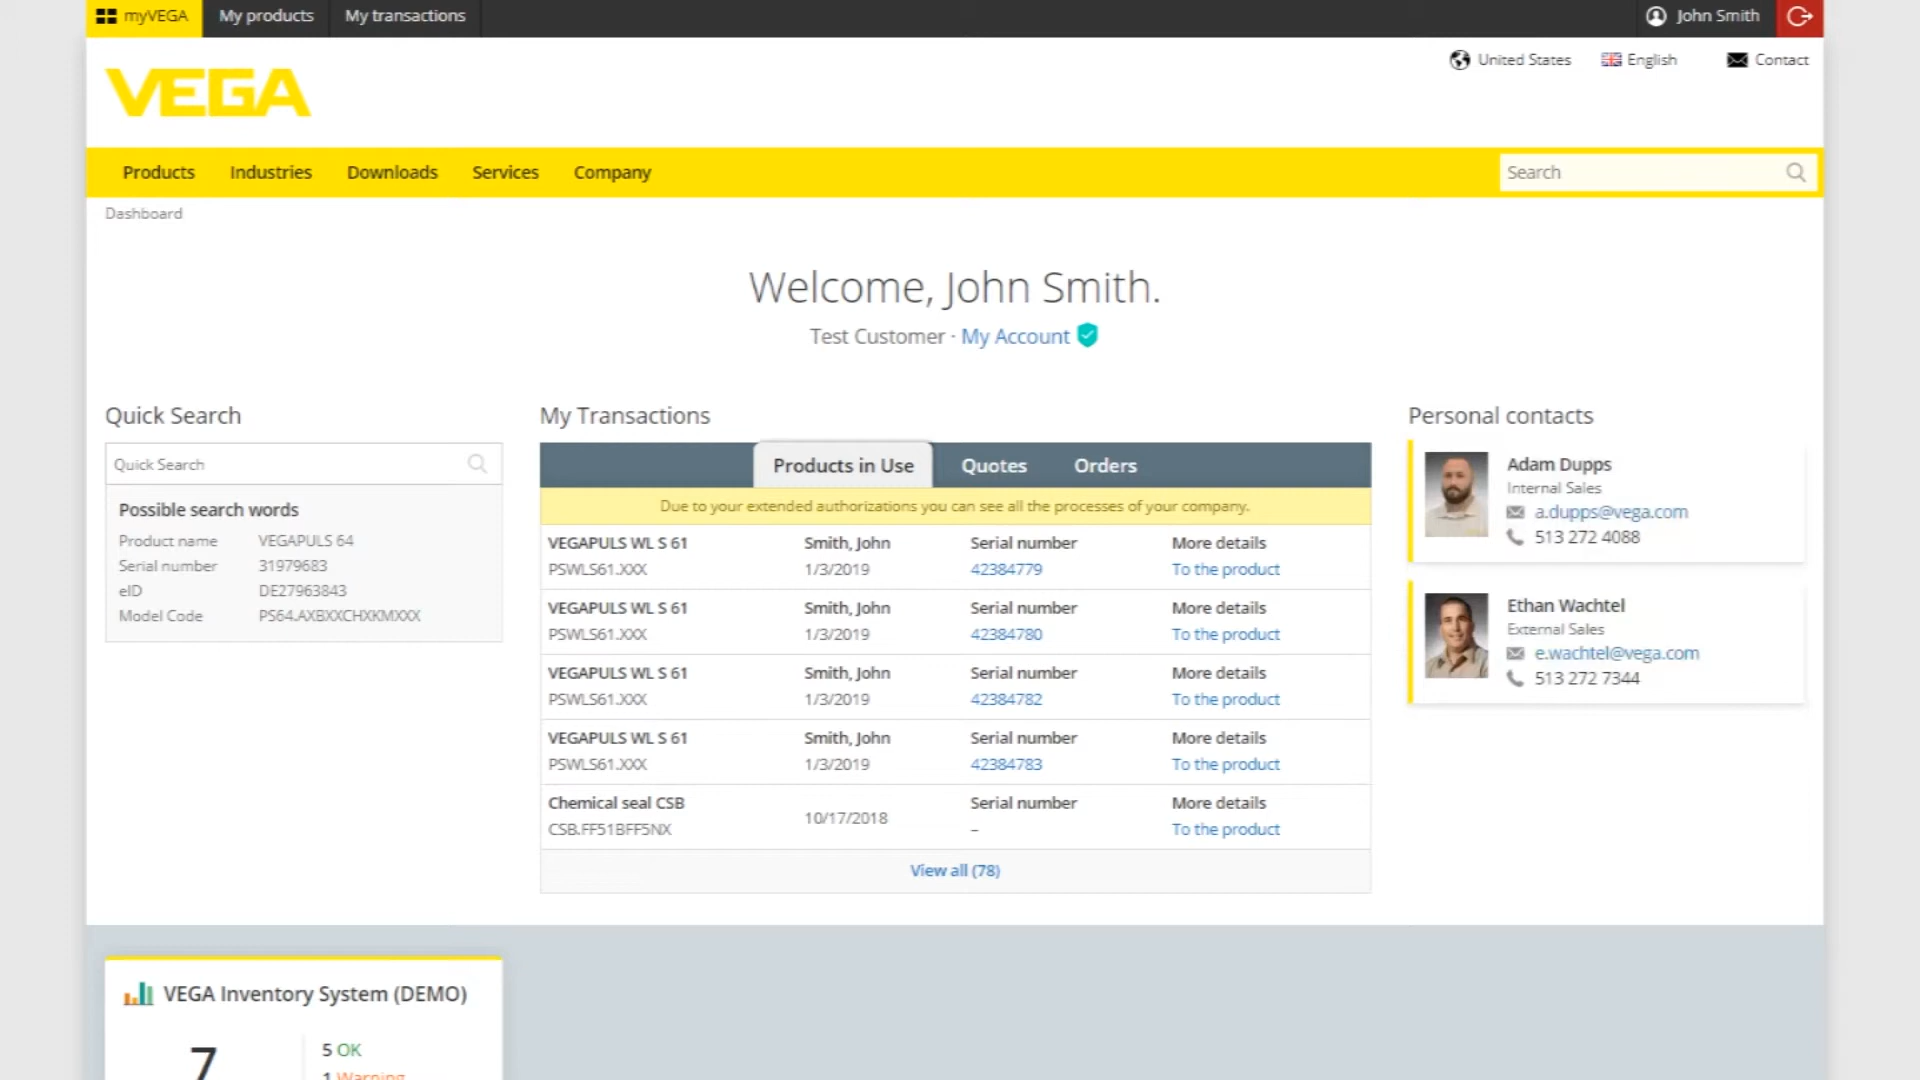 myVEGA My products My transactions John Smith
United States English Contact
VEGA
Products Industries Downloads Services Company Search
Dashboard
Welcome, John Smith.
Test Customer · My Account
Quick Search
Quick Search
Possible search words
Product name VEGAPULS 64
Serial number 31979683
eID DE27963843
Model Code PS64.AXBXXCHXKMXXX
My Transactions
Products in Use Quotes Orders
Due to your extended authorizations you can see all the processes of your company.
VEGAPULS WL S 61 Smith, John Serial number More details
PSWLS61.XXX 1/3/2019 42384779 To the product
VEGAPULS WL S 61 Smith, John Serial number More details
PSWLS61.XXX 1/3/2019 42384780 To the product
VEGAPULS WL S 61 Smith, John Serial number More details
PSWLS61.XXX 1/3/2019 42384782 To the product
VEGAPULS WL S 61 Smith, John Serial number More details
PSWLS61.XXX 1/3/2019 42384783 To the product
Chemical seal CSB 10/17/2018 Serial number More details
CSB.FF51BFF5NX – To the product
View all (78)
Personal contacts
Adam Dupps
Internal Sales
a.dupps@vega.com
513 272 4088
Ethan Wachtel
External Sales
e.wachtel@vega.com
513 272 7344
VEGA Inventory System (DEMO)
7
5 OK
1 Warning